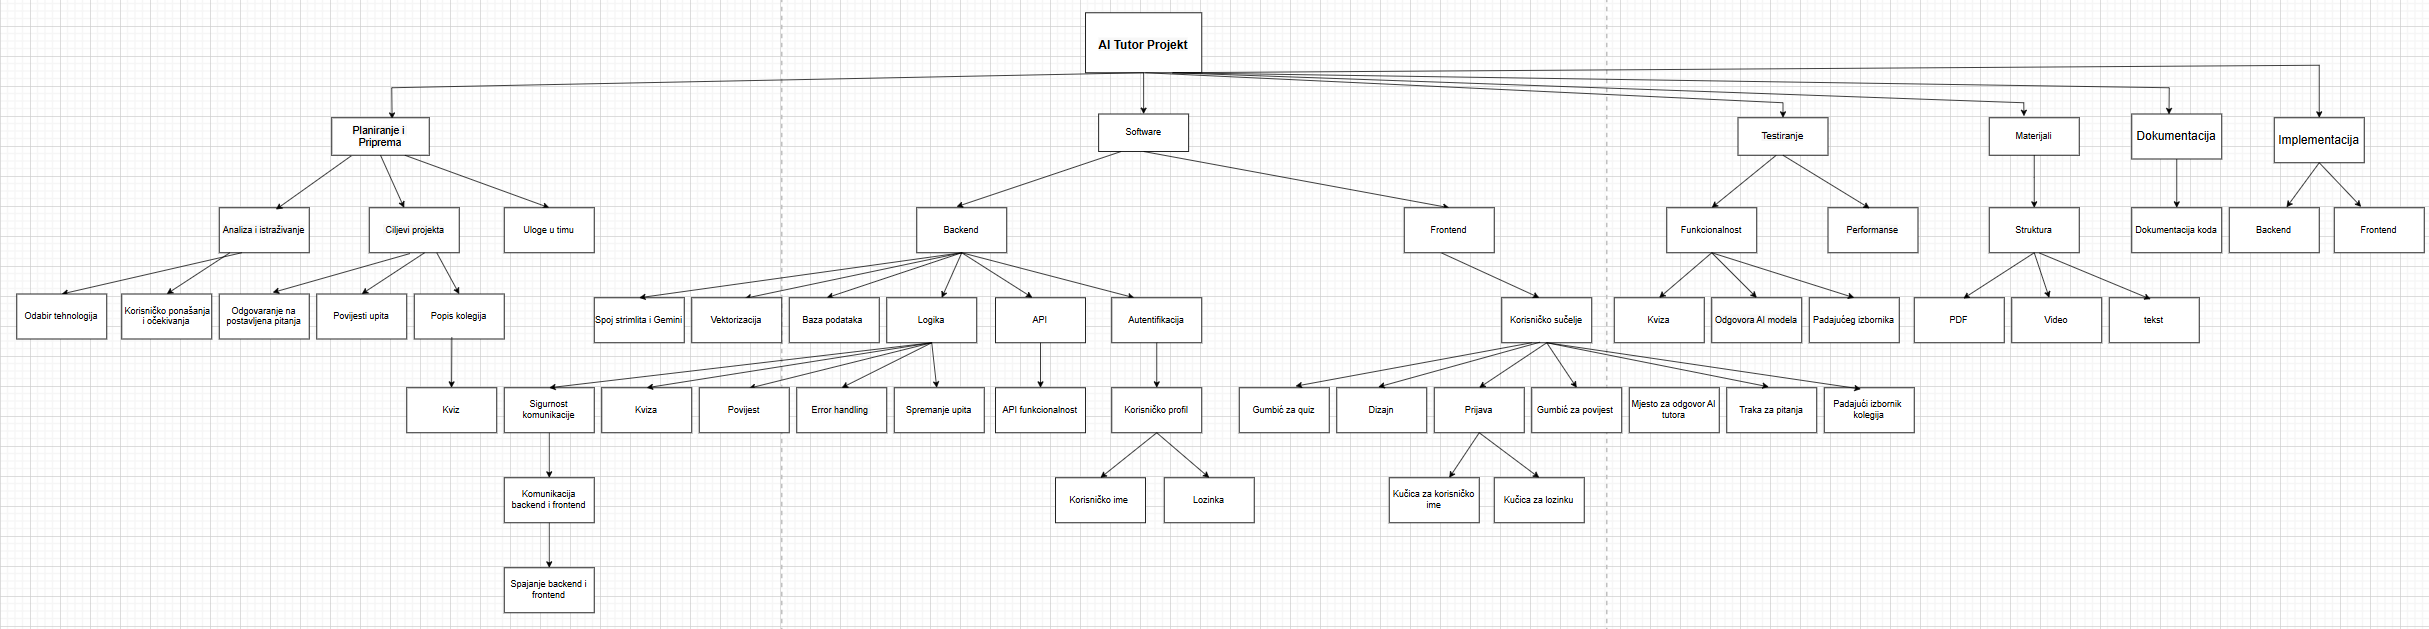 AI Tutor Projekt
Planiranje i
Priprema
Software
Testiranje
Materijali
Dokumentacija
Implementacija
Analiza i istraživanje
Ciljevi projekta
Uloge u timu
Backend
Frontend
Funkcionalnost
Performanse
Struktura
Dokumentacija koda
Backend
Frontend
Odabir tehnologija
Korisničko ponašanja
i očekivanja
Odgovaranje na
postavljena pitanja
Povijesti upita
Popis kolegija
Spoj strimlita i Gemini
Vektorizacija
Baza podataka
Logika
API
Autentifikacija
Korisničko sučelje
Kviza
Odgovora AI modela
Padajućeg izbornika
PDF
Video
tekst
Kviz
Sigurnost
komunikacije
Kviza
Povijest
Error handling
Spremanje upita
API funkcionalnost
Korisničko profil
Gumbić za quiz
Dizajn
Prijava
Gumbić za povijest
Mjesto za odgovor AI
tutora
Traka za pitanja
Padajući izbornik
kolegija
Komunikacija
backend i frontend
Korisničko ime
Lozinka
Kučica za korisničko
ime
Kučica za lozinku
Spajanje backend i
frontend